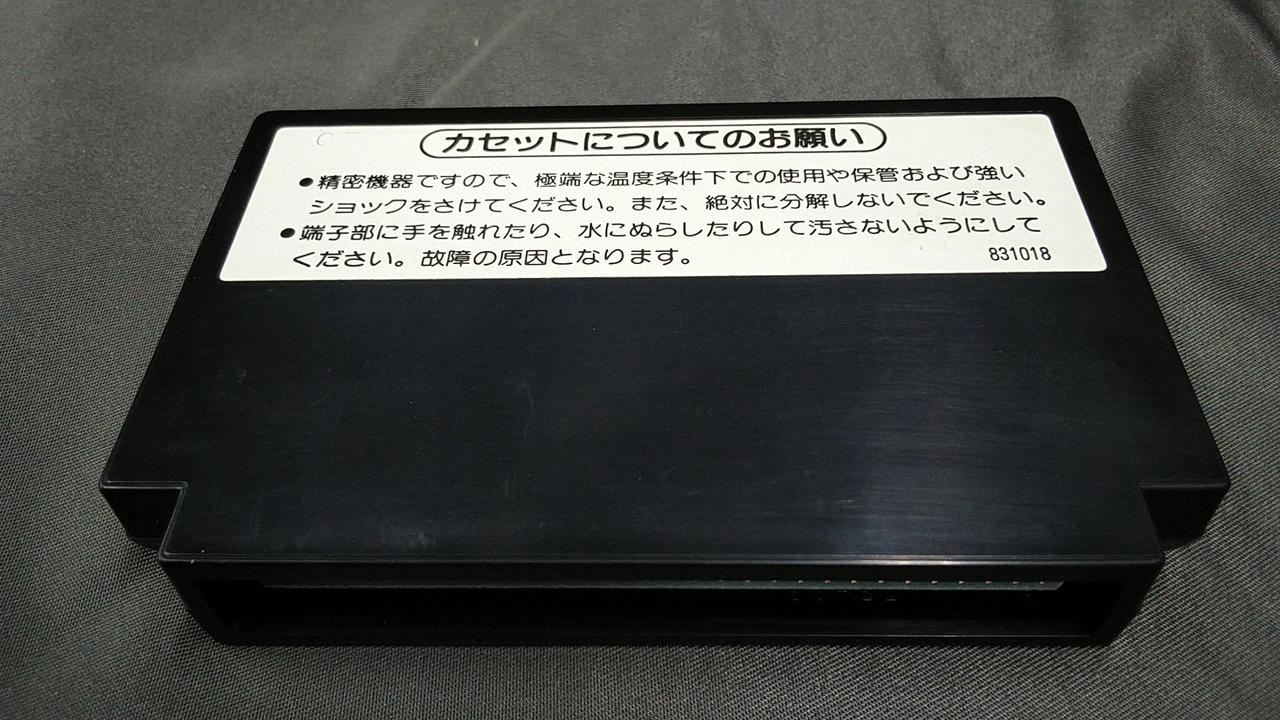 カセットについてのお願い
●精密機器ですので、極端な温度条件下での使用や保管および強い
ショックをさけてください。また、絶対に分解しないでください。
●端子部に手を触れたり、水にぬらしたりして汚さないようにして
ください。故障の原因となります。
831018